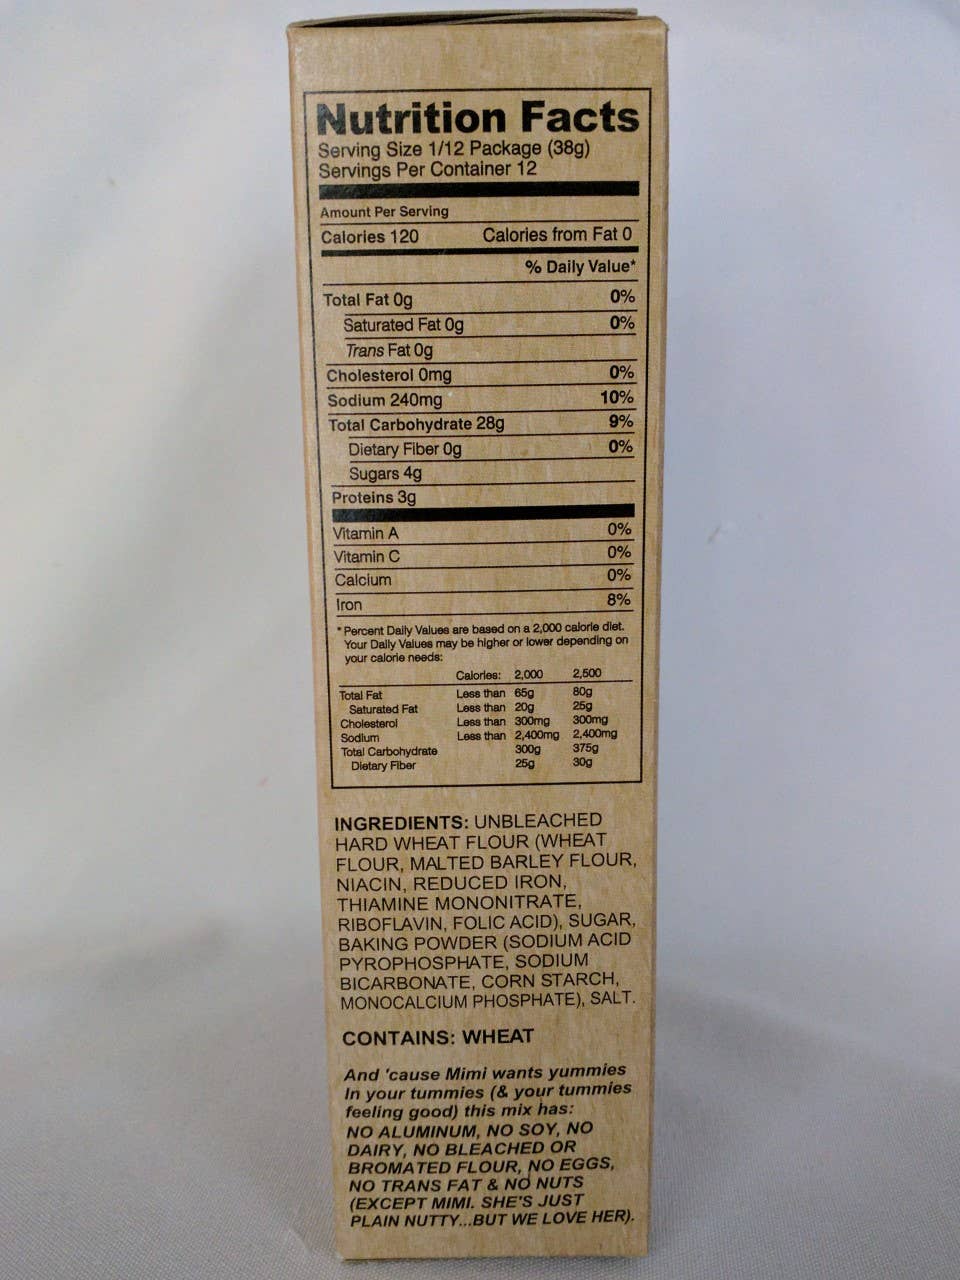 Nutrition Facts
Serving Size 1/12 Package (38g)
Servings Per Container 12
Amount Per Serving
Calories 120 Calories from Fat 0
% Daily Value*
Total Fat 0g 0%
Saturated Fat 0g 0%
Trans Fat 0g
Cholesterol 0mg 0%
Sodium 240mg 10%
Total Carbohydrate 28g 9%
Dietary Fiber 0g 0%
Sugars 4g
Proteins 3g
Vitamin A 0%
Vitamin C 0%
Calcium 0%
Iron 8%
* Percent Daily Values are based on a 2,000 calorie diet.
Your Daily Values may be higher or lower depending on
your calorie needs:
Calories: 2,000 2,500
Total Fat Less than 65g 80g
Saturated Fat Less than 20g 25g
Cholesterol Less than 300mg 300mg
Sodium Less than 2,400mg 2,400mg
Total Carbohydrate 300g 375g
Dietary Fiber 25g 30g
INGREDIENTS: UNBLEACHED
HARD WHEAT FLOUR (WHEAT
FLOUR, MALTED BARLEY FLOUR,
NIACIN, REDUCED IRON,
THIAMINE MONONITRATE,
RIBOFLAVIN, FOLIC ACID), SUGAR,
BAKING POWDER (SODIUM ACID
PYROPHOSPHATE, SODIUM
BICARBONATE, CORN STARCH,
MONOCALCIUM PHOSPHATE), SALT.
CONTAINS: WHEAT
And 'cause Mimi wants yummies
In your tummies (& your tummies
feeling good) this mix has:
NO ALUMINUM, NO SOY, NO
DAIRY, NO BLEACHED OR
BROMATED FLOUR, NO EGGS,
NO TRANS FAT & NO NUTS
(EXCEPT MIMI. SHE'S JUST
PLAIN NUTTY...BUT WE LOVE HER).